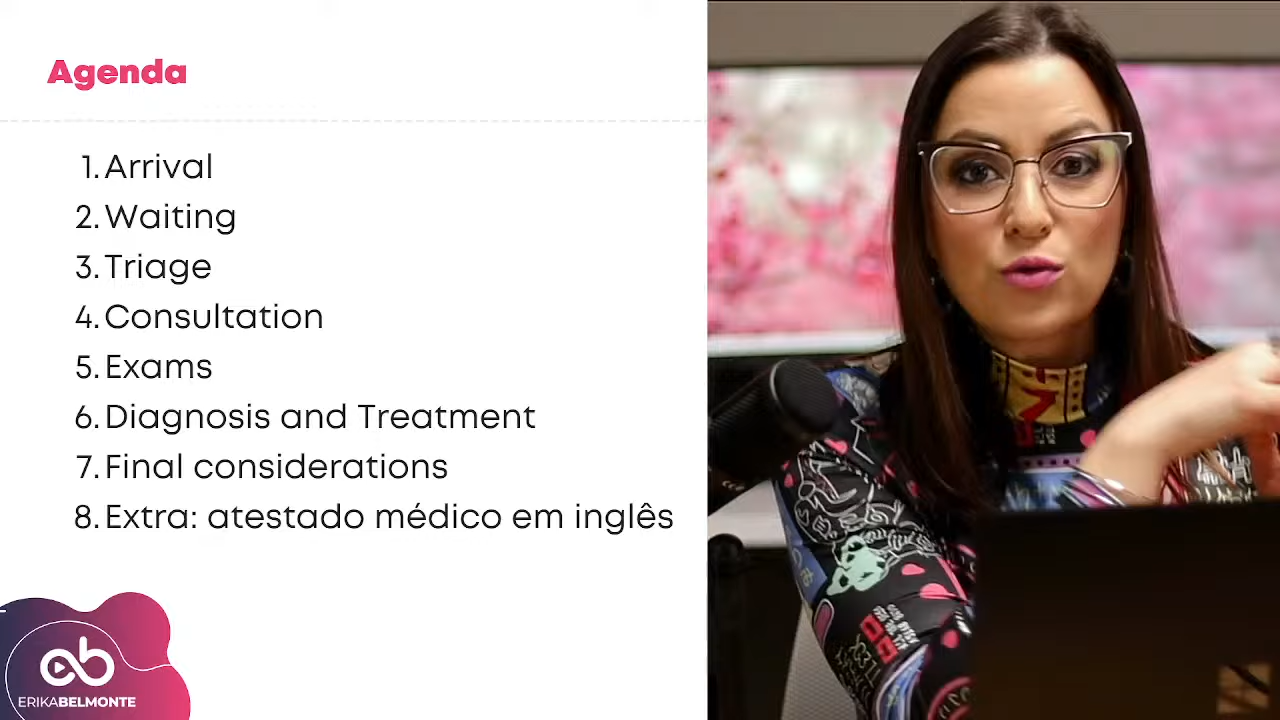 Agenda
1. Arrival
2. Waiting
3. Triage
4. Consultation
5. Exams
6. Diagnosis and Treatment
7. Final considerations
8. Extra: atestado médico em inglês
eb
ERIKABELMONTE